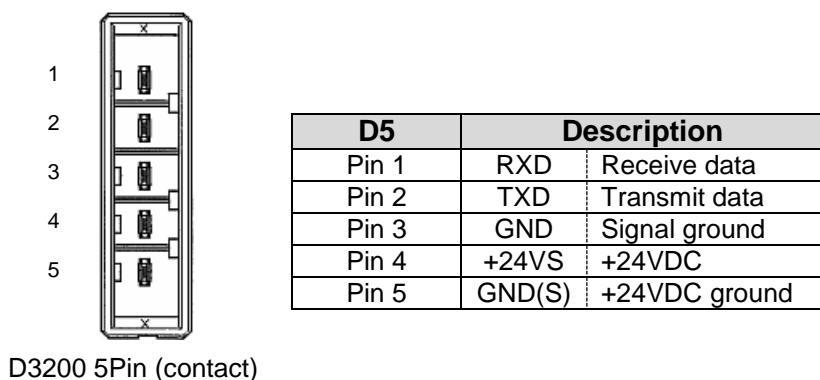 X
1
2
3
4
5
X
D3200 5Pin (contact)
D5 Description
Pin 1 RXD Receive data
Pin 2 TXD Transmit data
Pin 3 GND Signal ground
Pin 4 +24VS +24VDC
Pin 5 GND(S) +24VDC ground